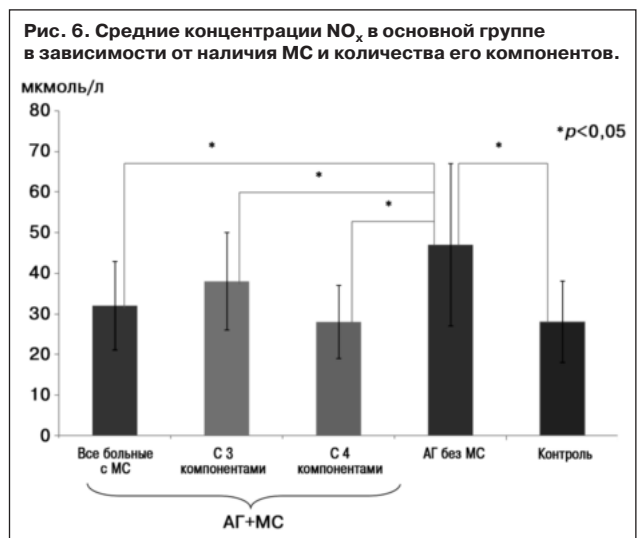 Рис. 6. Средние концентрации NOₓ в основной группе
в зависимости от наличия МС и количества его компонентов.
мкмоль/л
80
70
60
50
40
30
20
10
0
*p<0,05
*
*
*
*
Все больные
с МС
С 3
компонентами
С 4
компонентами
АГ без МС
Контроль
АГ+МС